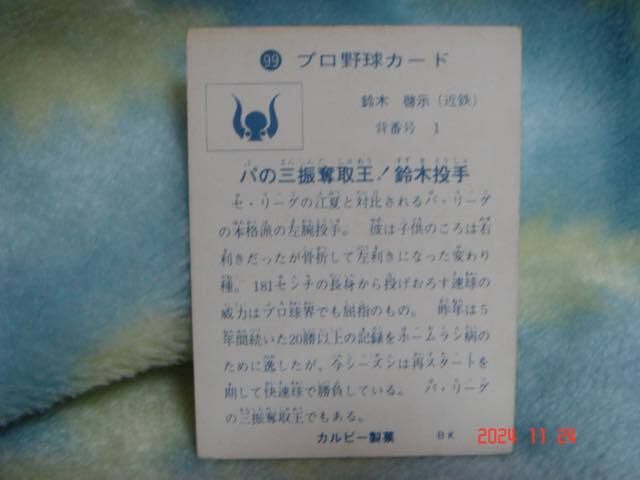 99 プロ野球カード
鈴木 啓示（近鉄）
背番号 1
パの三振奪取王！鈴木投手
セ・リーグの江夏と対比されるパ・リーグ
の本格派の左腕投手。彼は子供のころは右
利きだったが骨折して左利きになった変わり
種。181センチの長身から投げおろす速球の
威力はプロ球界でも屈指のもの。昨年は5
年間続いた20勝以上の記録をホームラン病の
ために逸したが、今シーズンは再スタートを
期して快速球で勝負している。パ・リーグ
の三振奪取王でもある。
カルビー製菓 BK
2024 11 24